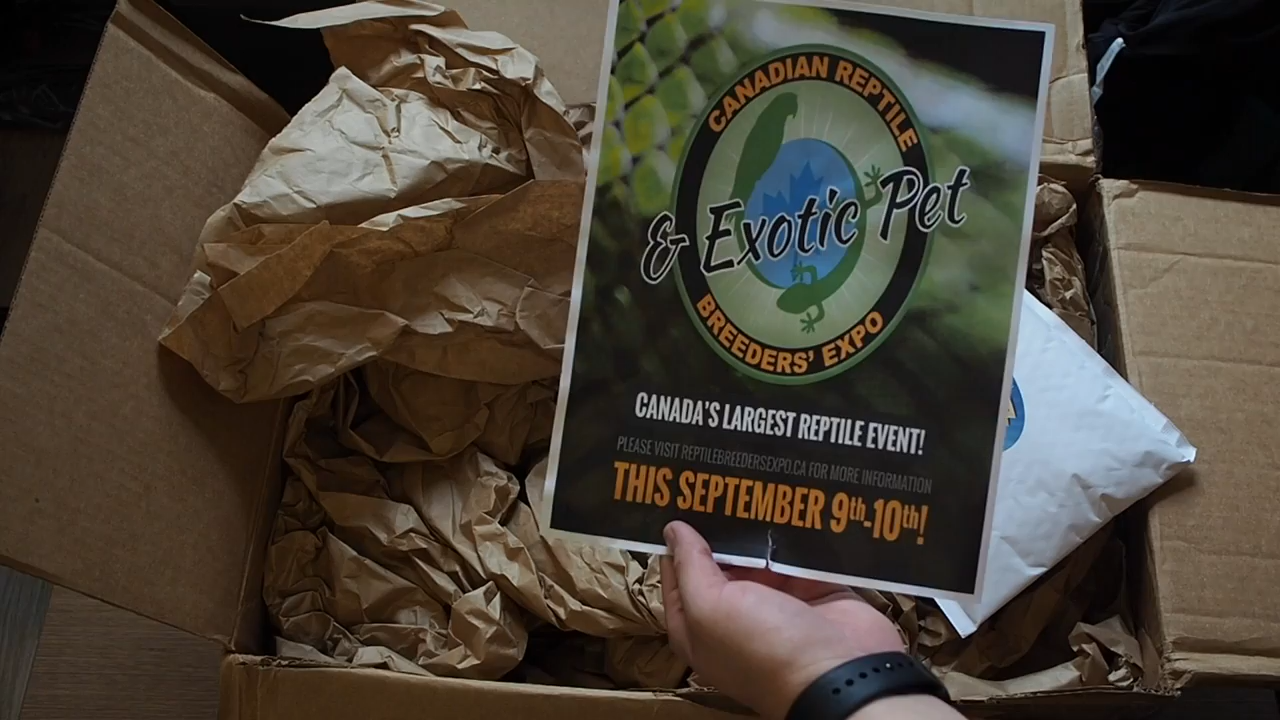 CANADIAN REPTILE
& Exotic Pet
BREEDERS' EXPO
CANADA'S LARGEST REPTILE EVENT!
PLEASE VISIT REPTILEBREEDERSEXPO.CA FOR MORE INFORMATION
THIS SEPTEMBER 9th-10th!